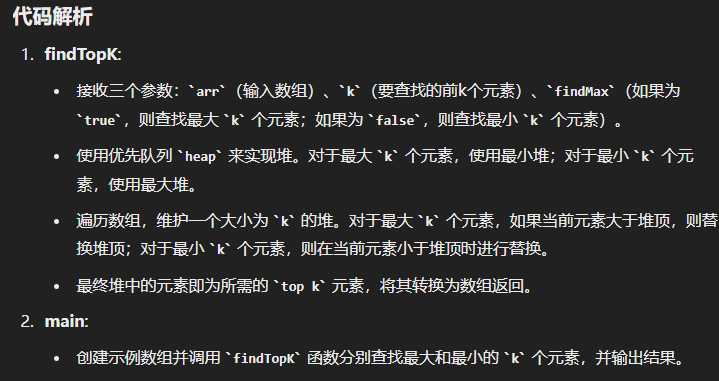 代码解析
1. findTopK:
• 接收三个参数：`arr`（输入数组）、`k`（要查找的前k个元素）、`findMax`（如果为
`true`，则查找最大 `k` 个元素；如果为 `false`，则查找最小 `k` 个元素）。
• 使用优先队列 `heap` 来实现堆。对于最大 `k` 个元素，使用最小堆；对于最小 `k` 个元
素，使用最大堆。
• 遍历数组，维护一个大小为 `k` 的堆。对于最大 `k` 个元素，如果当前元素大于堆顶，则替
换堆顶；对于最小 `k` 个元素，则在当前元素小于堆顶时进行替换。
• 最终堆中的元素即为所需的 `top k` 元素，将其转换为数组返回。
2. main:
• 创建示例数组并调用 `findTopK` 函数分别查找最大和最小的 `k` 个元素，并输出结果。